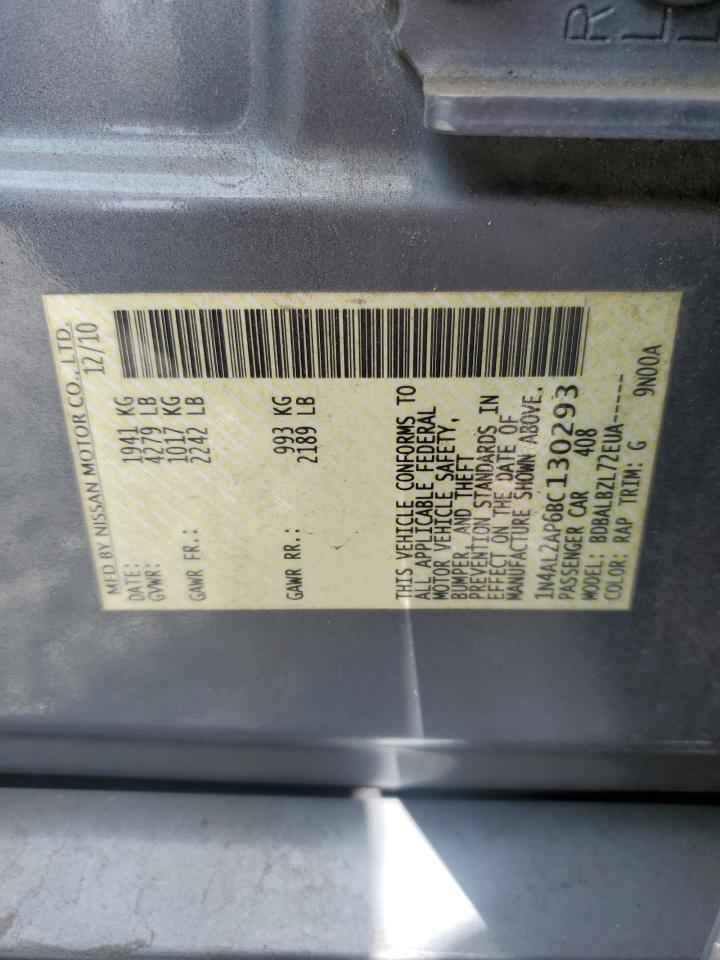 MFD BY NISSAN MOTOR CO., LTD.
DATE: 12/10
GVWR: 1941 KG
4279 LB
GAWR FR.: 1017 KG
2242 LB
GAWR RR.: 993 KG
2189 LB
THIS VEHICLE CONFORMS TO
ALL APPLICABLE FEDERAL
MOTOR VEHICLE SAFETY,
BUMPER, AND THEFT
PREVENTION STANDARDS IN
EFFECT ON THE DATE OF
MANUFACTURE SHOWN ABOVE.
1N4AL2AP6BC130293
PASSENGER CAR 408
MODEL: BDBALBZL72EUA-----
COLOR: RAP TRIM: G 9N00A